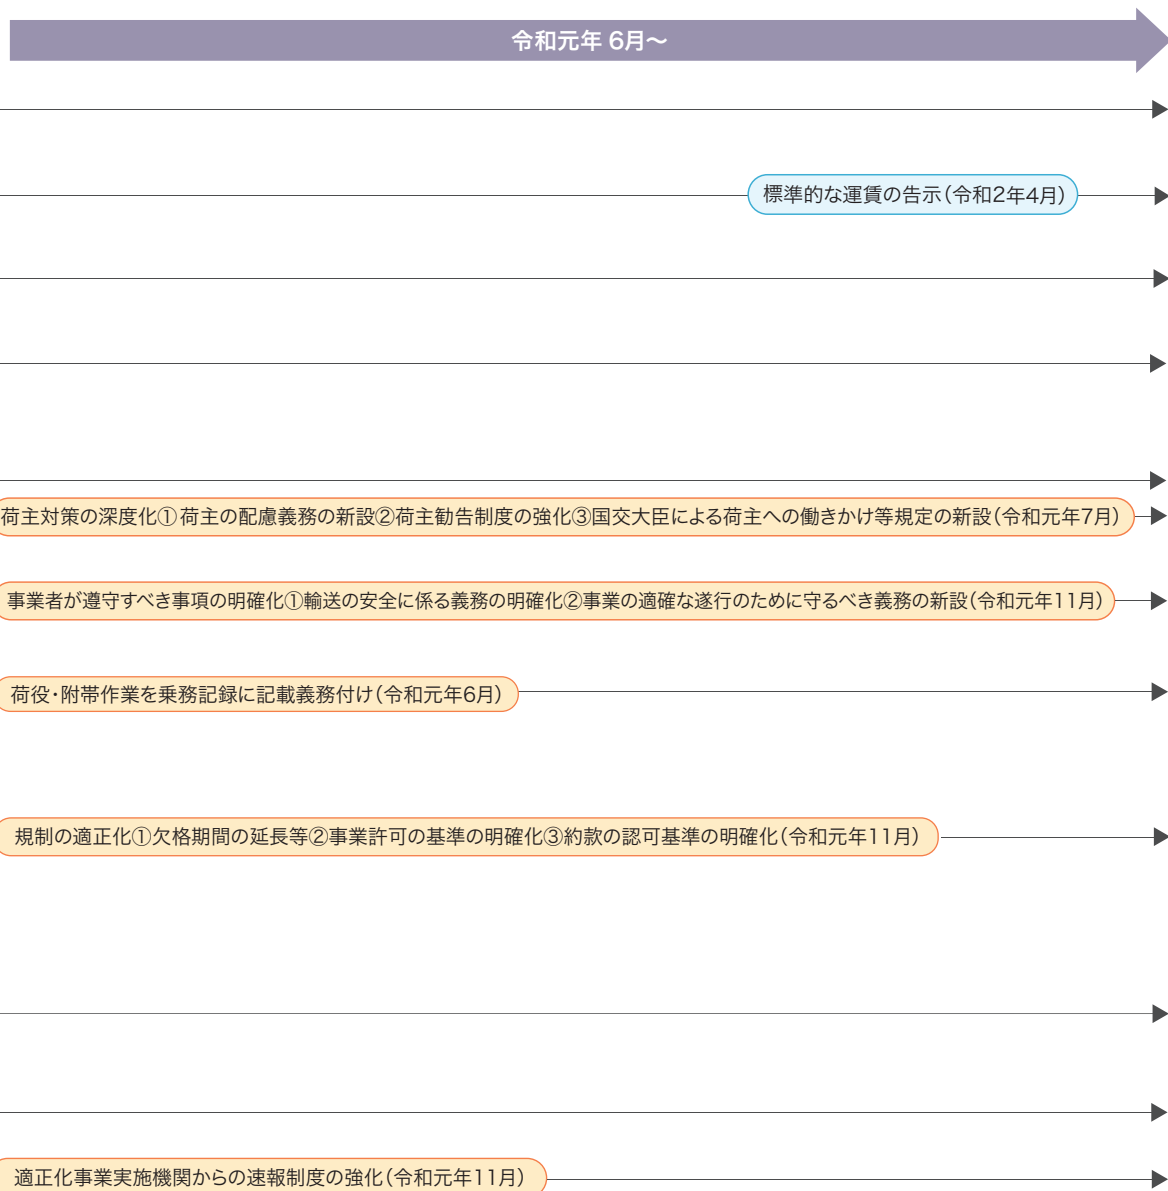 令和元年 6月～
標準的な運賃の告示（令和2年4月）
荷主対策の深度化①荷主の配慮義務の新設②荷主勧告制度の強化③国交大臣による荷主への働きかけ等規定の新設（令和元年7月）
事業者が遵守すべき事項の明確化①輸送の安全に係る義務の明確化②事業の適確な遂行のために守るべき義務の新設（令和元年11月）
荷役・附帯作業を乗務記録に記載義務付け（令和元年6月）
規制の適正化①欠格期間の延長等②事業許可の基準の明確化③約款の認可基準の明確化（令和元年11月）
適正化事業実施機関からの速報制度の強化（令和元年11月）